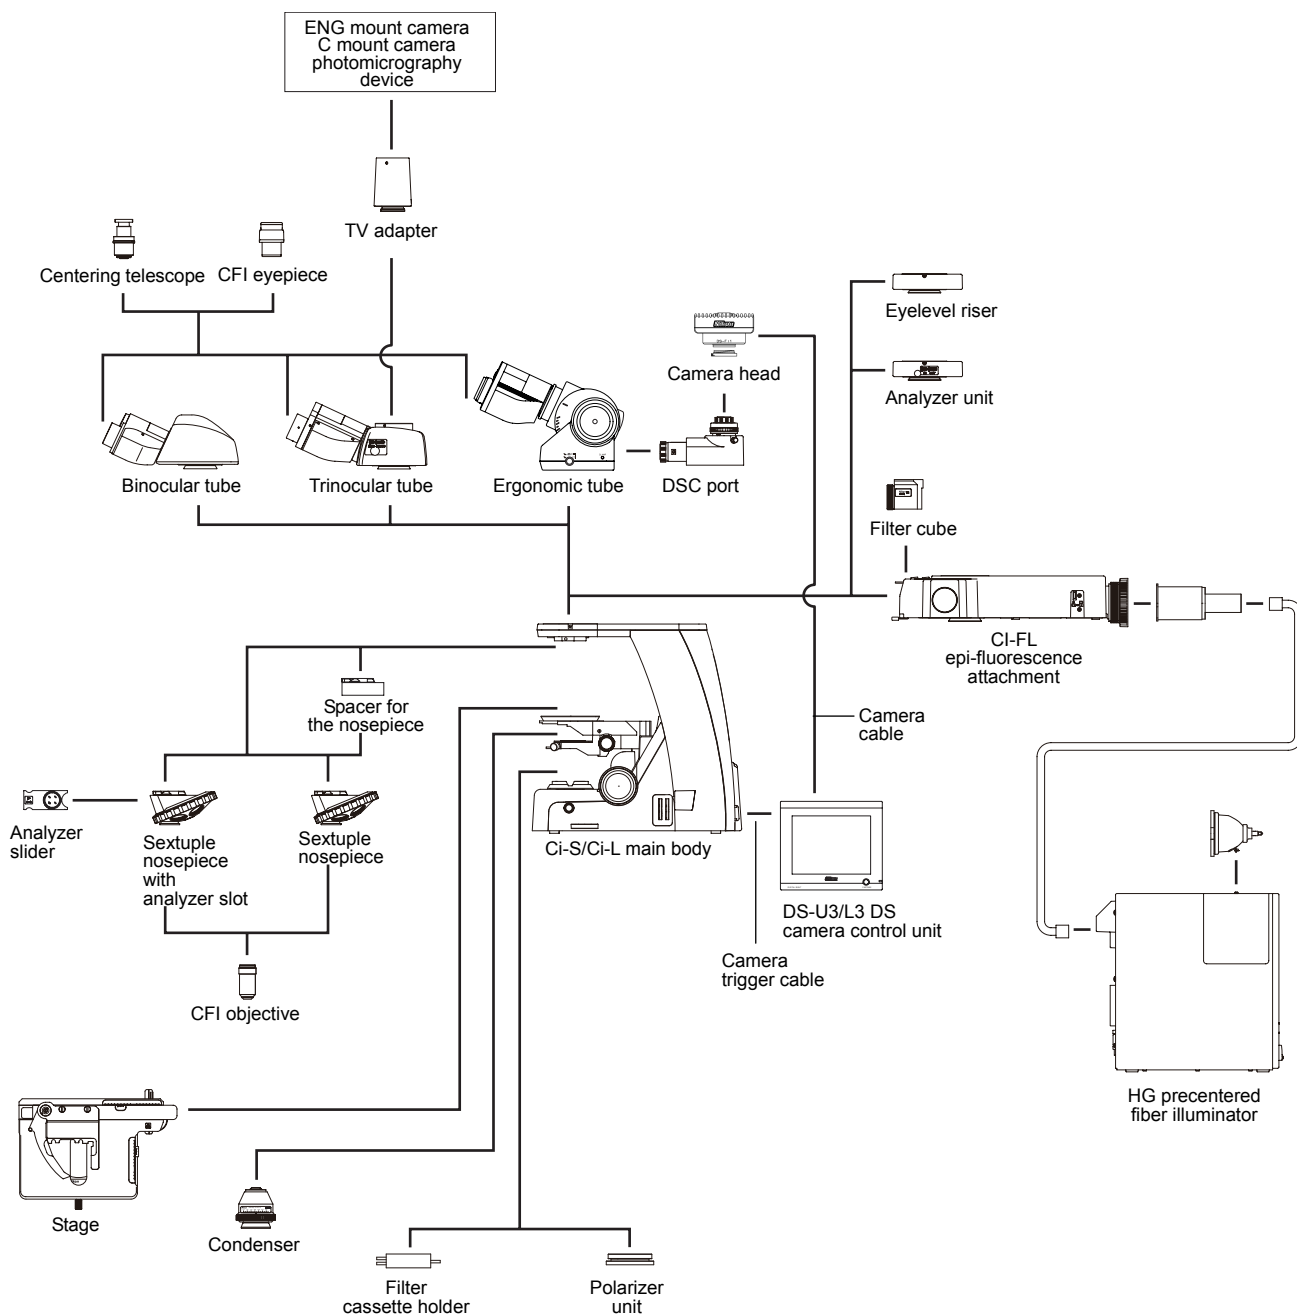 ENG mount camera
C mount camera
photomicrography
device
TV adapter
Centering telescope
CFI eyepiece
Eyelevel riser
Camera head
Analyzer unit
Binocular tube
Trinocular tube
Ergonomic tube
DSC port
Filter cube
CI-FL
epi-fluorescence
attachment
Spacer for
the nosepiece
Camera
cable
Analyzer
slider
Sextuple
nosepiece
with
analyzer slot
Sextuple
nosepiece
Ci-S/Ci-L main body
DS-U3/L3 DS
camera control unit
Camera
trigger cable
CFI objective
HG precentered
fiber illuminator
Stage
Condenser
Filter
cassette holder
Polarizer
unit